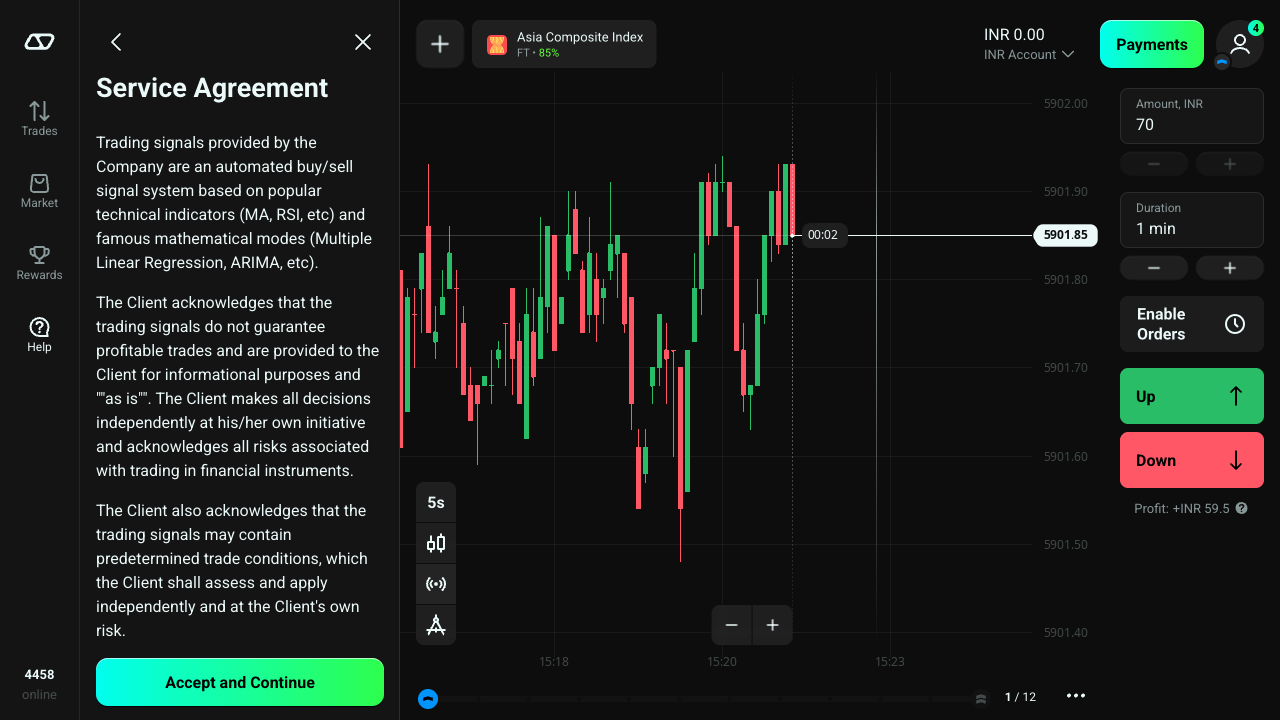 Trades
Market
Rewards
Help
4458
online
Service Agreement
Trading signals provided by the
Company are an automated buy/sell
signal system based on popular
technical indicators (MA, RSI, etc) and
famous mathematical modes (Multiple
Linear Regression, ARIMA, etc).
The Client acknowledges that the
trading signals do not guarantee
profitable trades and are provided to the
Client for informational purposes and
""as is"". The Client makes all decisions
independently at his/her own initiative
and acknowledges all risks associated
with trading in financial instruments.
The Client also acknowledges that the
trading signals may contain
predetermined trade conditions, which
the Client shall assess and apply
independently and at the Client's own
risk.
Accept and Continue
Asia Composite Index
FT • 85%
INR 0.00
INR Account
Payments
4
5902.00
5901.90
5901.85
5901.80
5901.70
5901.60
5901.50
5901.40
00:02
5s
15:18
15:20
15:23
1 / 12
Amount, INR
70
Duration
1 min
Enable
Orders
Up
Down
Profit: +INR 59.5